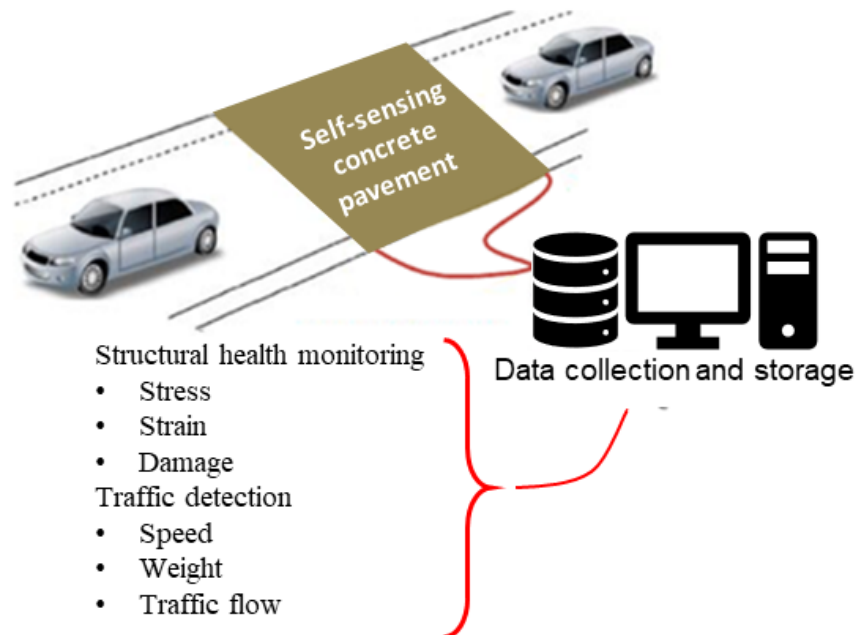 Self-sensing
concrete
pavement
Data collection and storage
Structural health monitoring
• Stress
• Strain
• Damage
Traffic detection
• Speed
• Weight
• Traffic flow